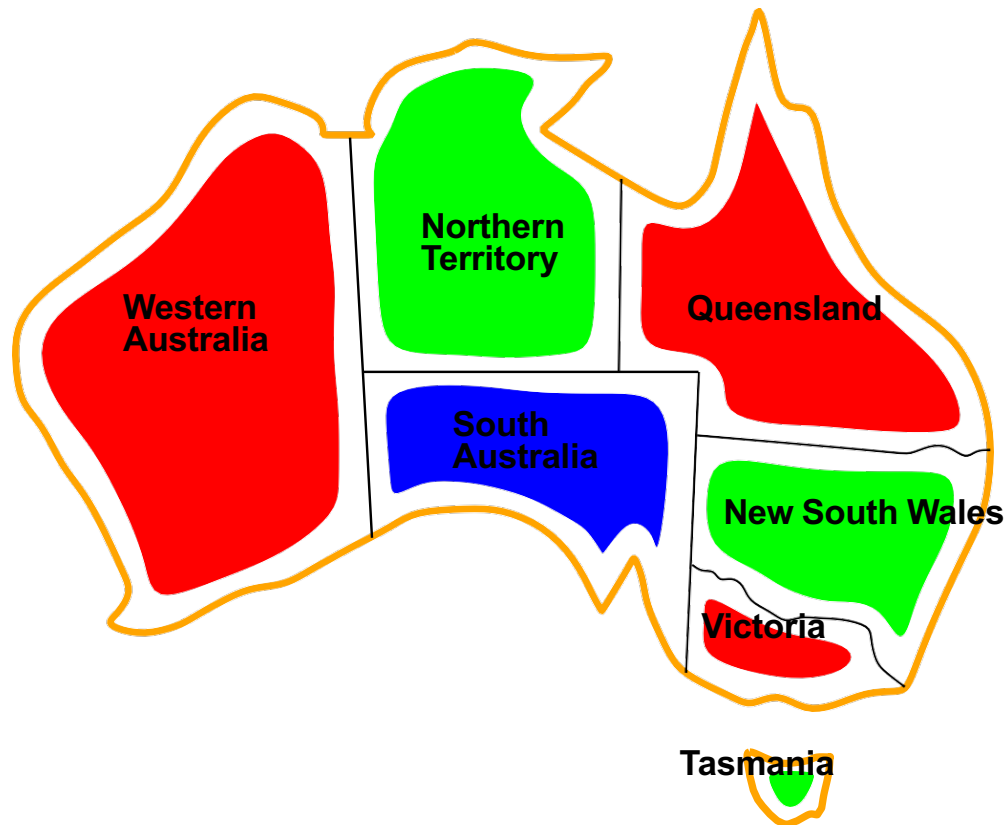 Northern
Territory
Western
Australia
Queensland
South
Australia
New South Wales
Victoria
Tasmania